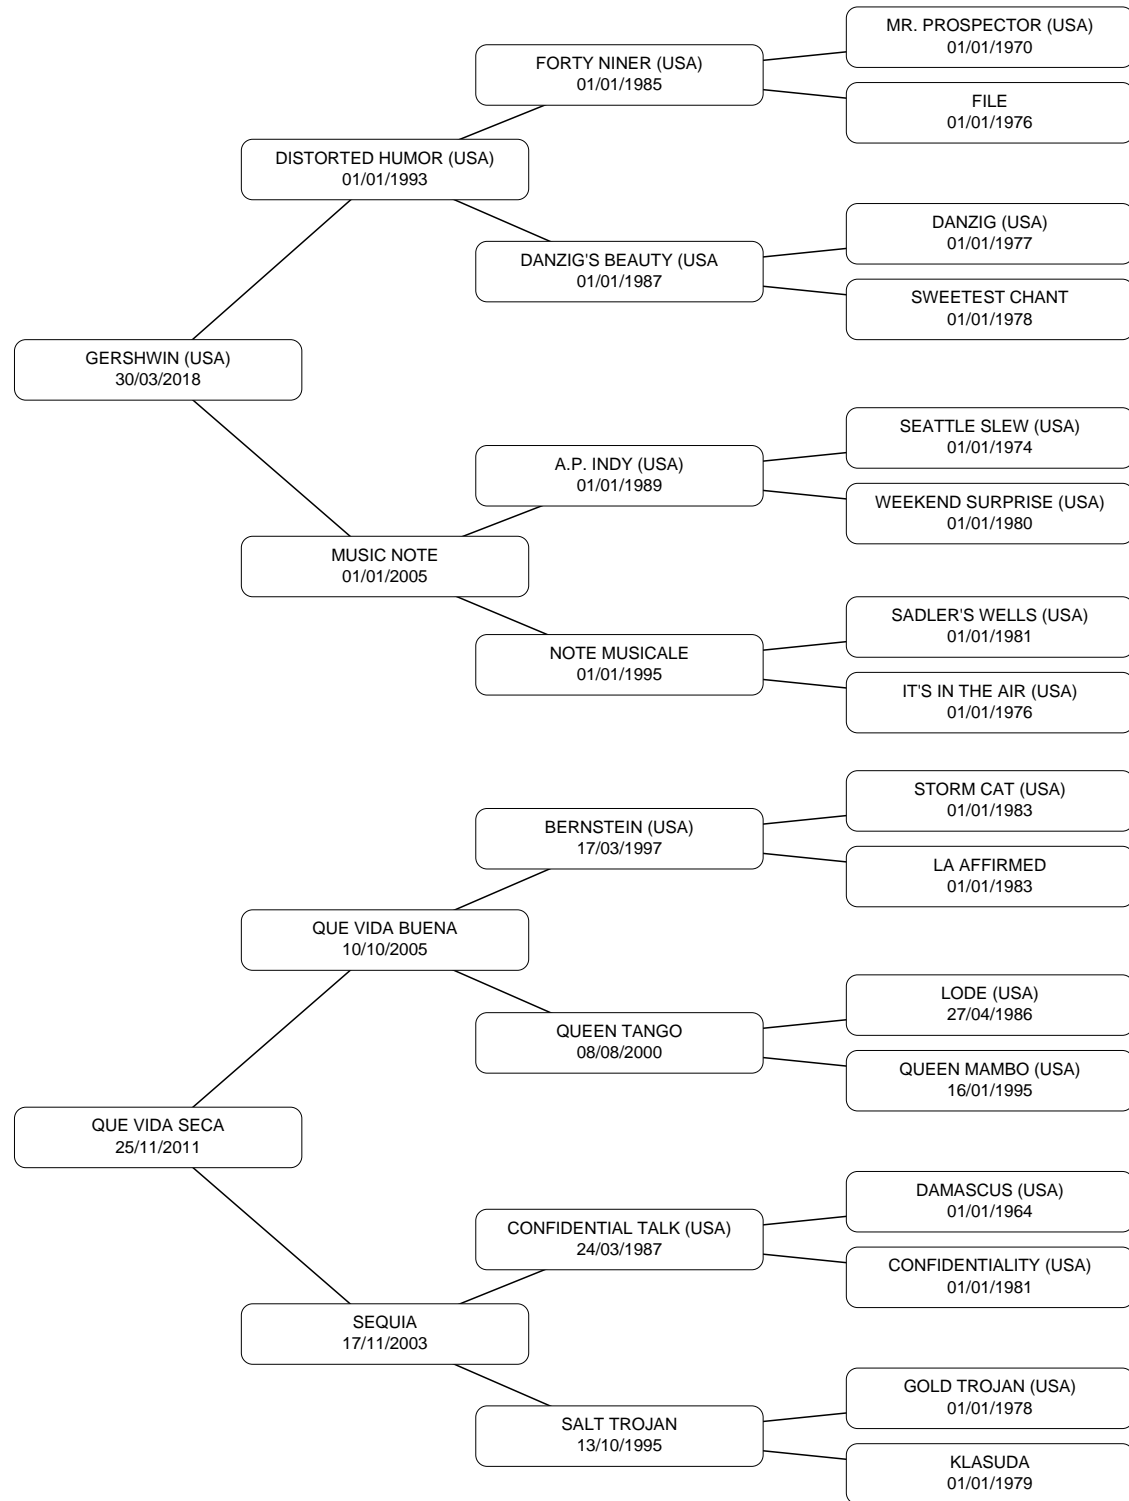 MR. PROSPECTOR (USA)
01/01/1970
FORTY NINER (USA)
01/01/1985
FILE
01/01/1976
DISTORTED HUMOR (USA)
01/01/1993
DANZIG (USA)
01/01/1977
DANZIG'S BEAUTY (USA
01/01/1987
SWEETEST CHANT
01/01/1978
GERSHWIN (USA)
30/03/2018
SEATTLE SLEW (USA)
01/01/1974
A.P. INDY (USA)
01/01/1989
WEEKEND SURPRISE (USA)
01/01/1980
MUSIC NOTE
01/01/2005
SADLER'S WELLS (USA)
01/01/1981
NOTE MUSICALE
01/01/1995
IT'S IN THE AIR (USA)
01/01/1976
STORM CAT (USA)
01/01/1983
BERNSTEIN (USA)
17/03/1997
LA AFFIRMED
01/01/1983
QUE VIDA BUENA
10/10/2005
LODE (USA)
27/04/1986
QUEEN TANGO
08/08/2000
QUEEN MAMBO (USA)
16/01/1995
QUE VIDA SECA
25/11/2011
DAMASCUS (USA)
01/01/1964
CONFIDENTIAL TALK (USA)
24/03/1987
CONFIDENTIALITY (USA)
01/01/1981
SEQUIA
17/11/2003
GOLD TROJAN (USA)
01/01/1978
SALT TROJAN
13/10/1995
KLASUDA
01/01/1979